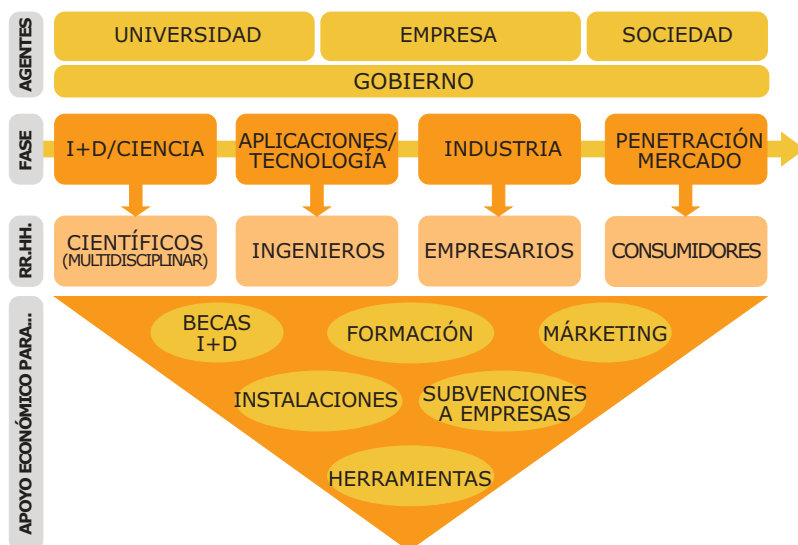 AGENTES
UNIVERSIDAD
EMPRESA
SOCIEDAD
GOBIERNO
FASE
I+D/CIENCIA
APLICACIONES/
TECNOLOGÍA
INDUSTRIA
PENETRACIÓN
MERCADO
RR.HH.
CIENTÍFICOS
(MULTIDISCIPLINAR)
INGENIEROS
EMPRESARIOS
CONSUMIDORES
APOYO ECONÓMICO PARA...
BECAS
I+D
FORMACIÓN
MÁRKETING
INSTALACIONES
SUBVENCIONES
A EMPRESAS
HERRAMIENTAS